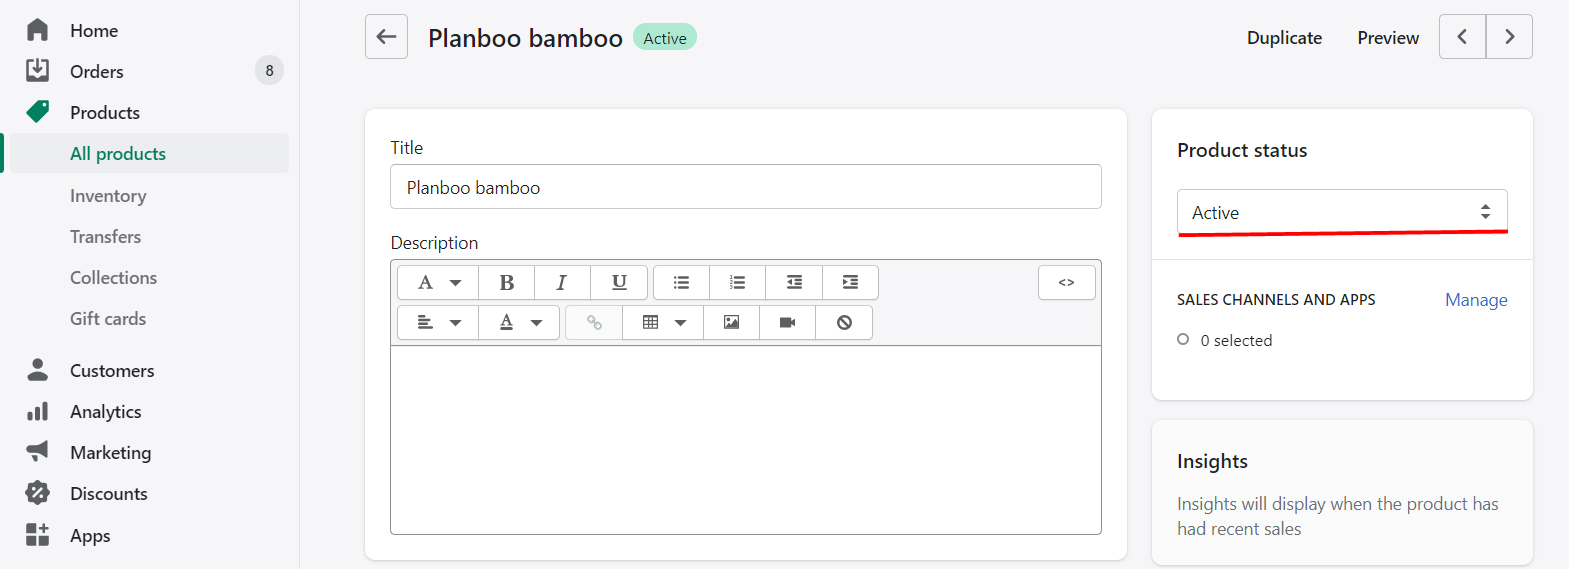 Home
Orders 8
Products
All products
Inventory
Transfers
Collections
Gift cards
Customers
Analytics
Marketing
Discounts
Apps
Planboo bamboo Active
Duplicate Preview
Title
Planboo bamboo
Description
A B I U <>
A
Product status
Active
SALES CHANNELS AND APPS Manage
0 selected
Insights
Insights will display when the product has
had recent sales